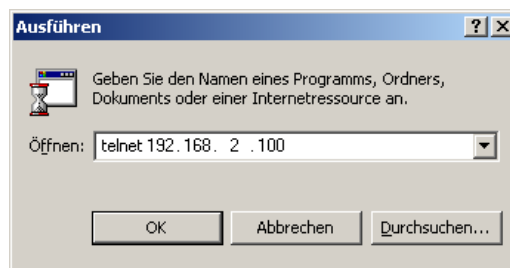 Ausführen
Geben Sie den Namen eines Programms, Ordners,
Dokuments oder einer Internetressource an.
Öffnen: telnet 192.168. 2 .100
OK Abbrechen Durchsuchen...